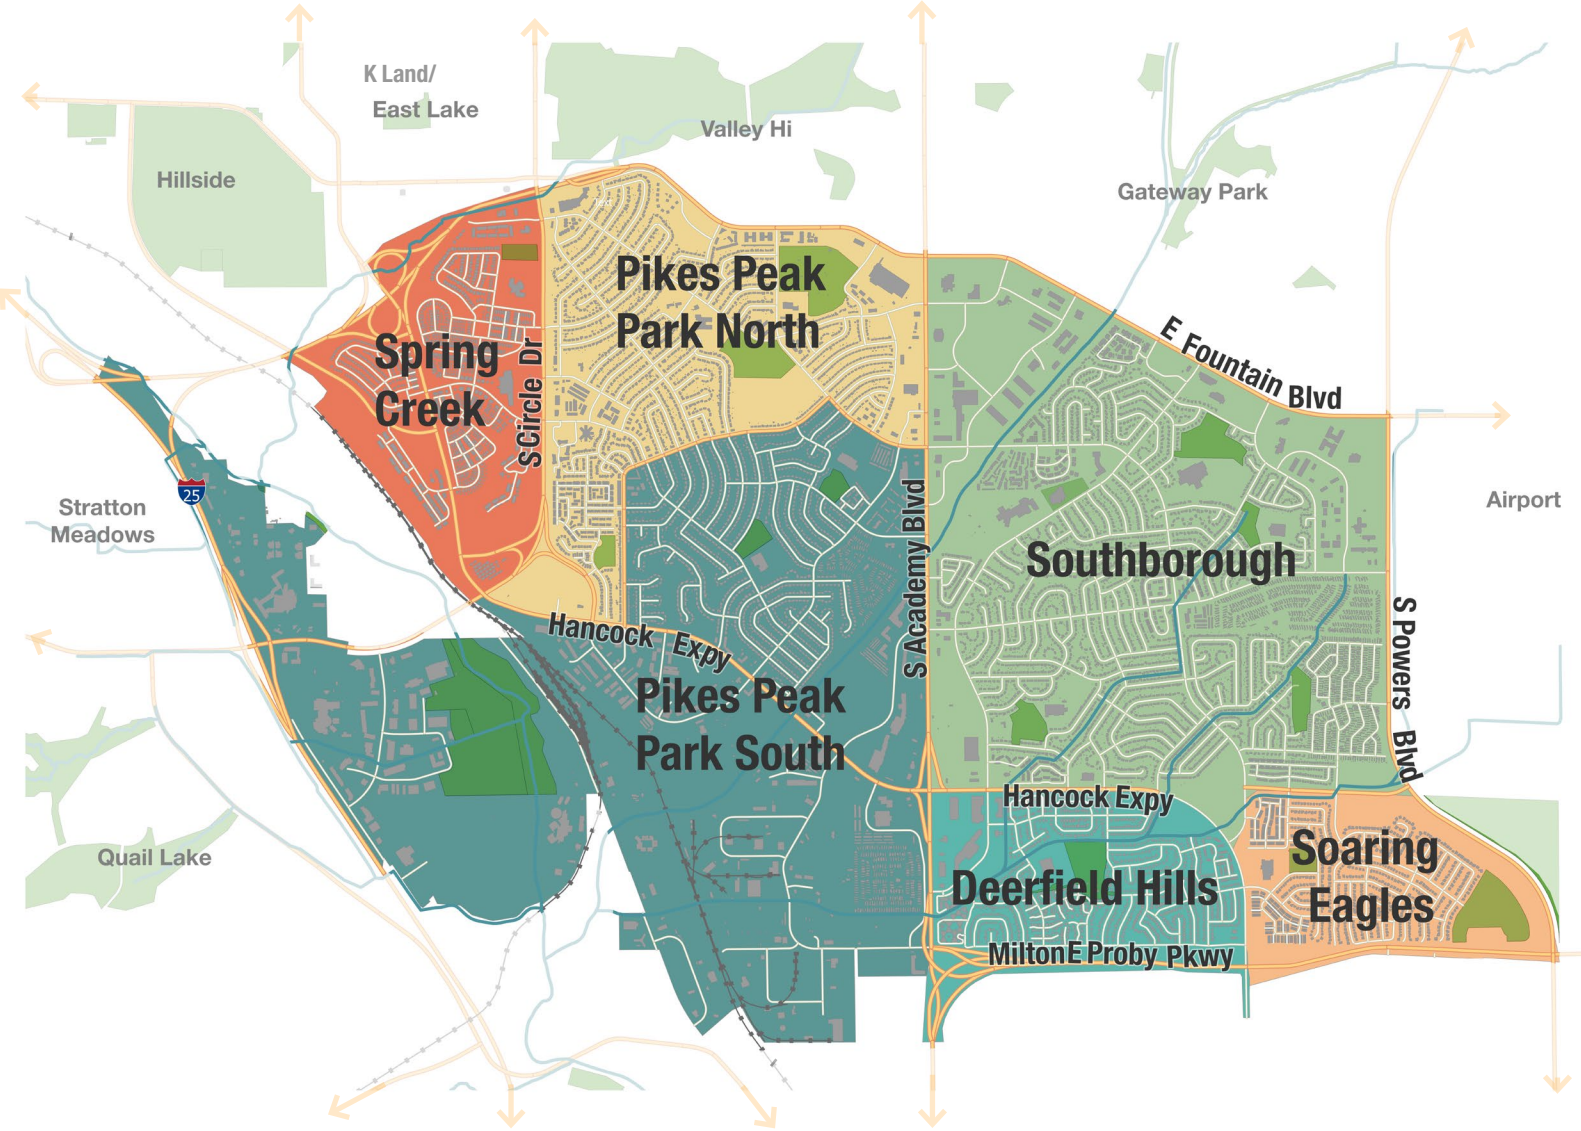 K Land/
East Lake
Valley Hi
Hillside
Gateway Park
Pikes Peak
Park North
E Fountain Blvd
Spring
Creek
S Circle Dr
Stratton
Meadows
25
Airport
Southborough
S Academy Blvd
S Powers Blvd
Hancock Expy
Pikes Peak
Park South
Hancock Expy
Quail Lake
Soaring
Eagles
Deerfield Hills
Milton E Proby Pkwy